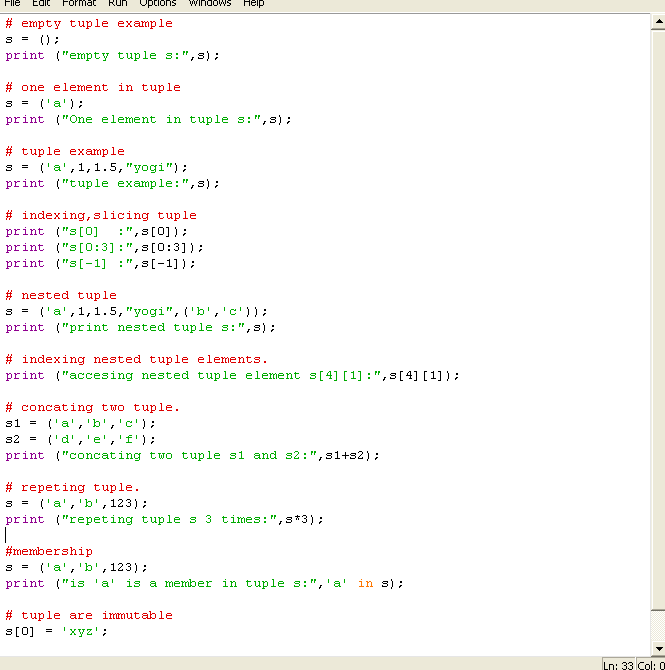 File Edit Format Run Options Windows Help
# empty tuple example
s = ();
print ("empty tuple s:",s);
# one element in tuple
s = ('a');
print ("One element in tuple s:",s);
# tuple example
s = ('a',1,1.5,"yogi");
print ("tuple example:",s);
# indexing,slicing tuple
print ("s[0]  :",s[0]);
print ("s[0:3]:",s[0:3]);
print ("s[-1] :",s[-1]);
# nested tuple
s = ('a',1,1.5,"yogi",('b','c'));
print ("print nested tuple s:",s);
# indexing nested tuple elements.
print ("accesing nested tuple element s[4][1]:",s[4][1]);
# concating two tuple.
s1 = ('a','b','c');
s2 = ('d','e','f');
print ("concating two tuple s1 and s2:",s1+s2);
# repeting tuple.
s = ('a','b',123);
print ("repeting tuple s 3 times:",s*3);
#membership
s = ('a','b',123);
print ("is 'a' is a member in tuple s:",'a' in s);
# tuple are immutable
s[0] = 'xyz';
Ln: 33 Col: 0